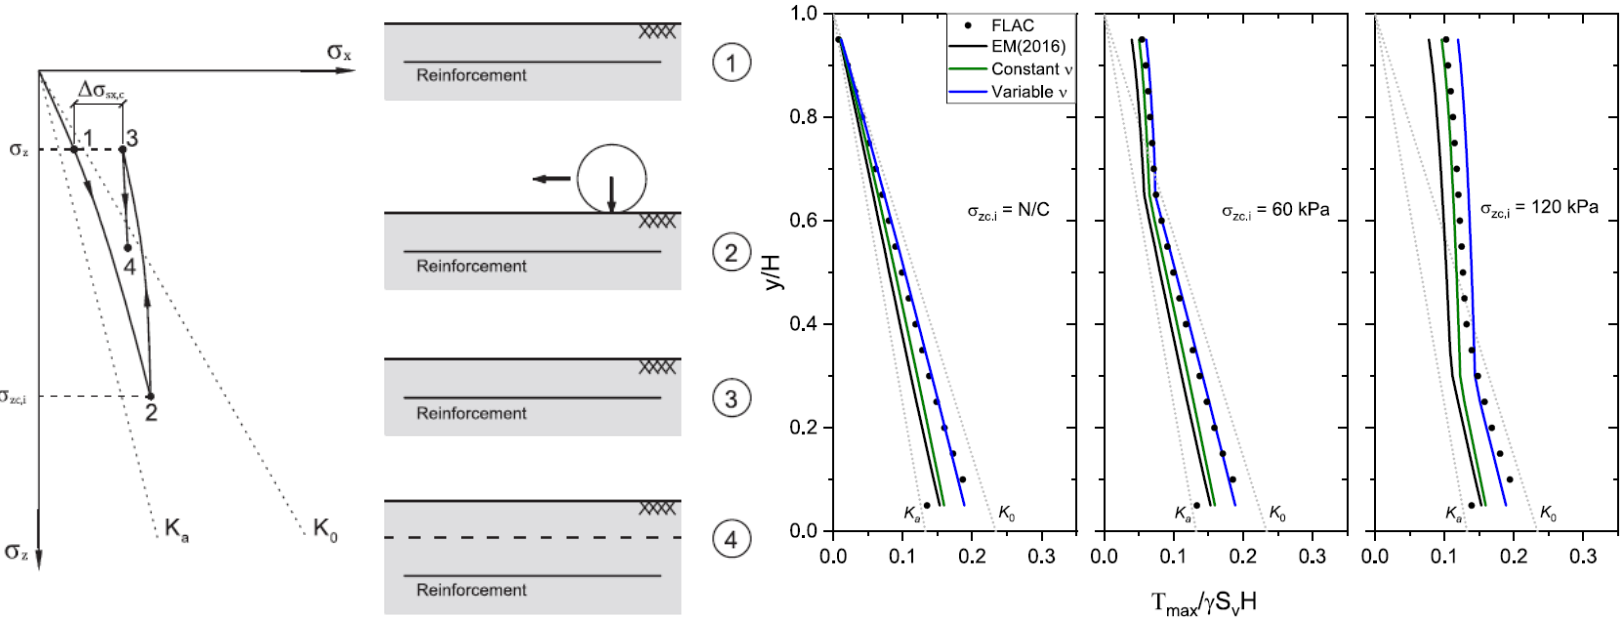 σx
Δσsx,c
1
3
σz
4
σzc,i
2
Ka
K0
σz
Reinforcement
1
Reinforcement
2
Reinforcement
3
Reinforcement
4
y/H
1.0
0.8
0.6
0.4
0.2
0.0
FLAC
EM(2016)
Constant ν
Variable ν
σzc,i = N/C
Ka
K0
0.0 0.1 0.2 0.3
σzc,i = 60 kPa
Ka
K0
0.0 0.1 0.2 0.3
σzc,i = 120 kPa
Ka
K0
0.0 0.1 0.2 0.3
Tmax/γSvH